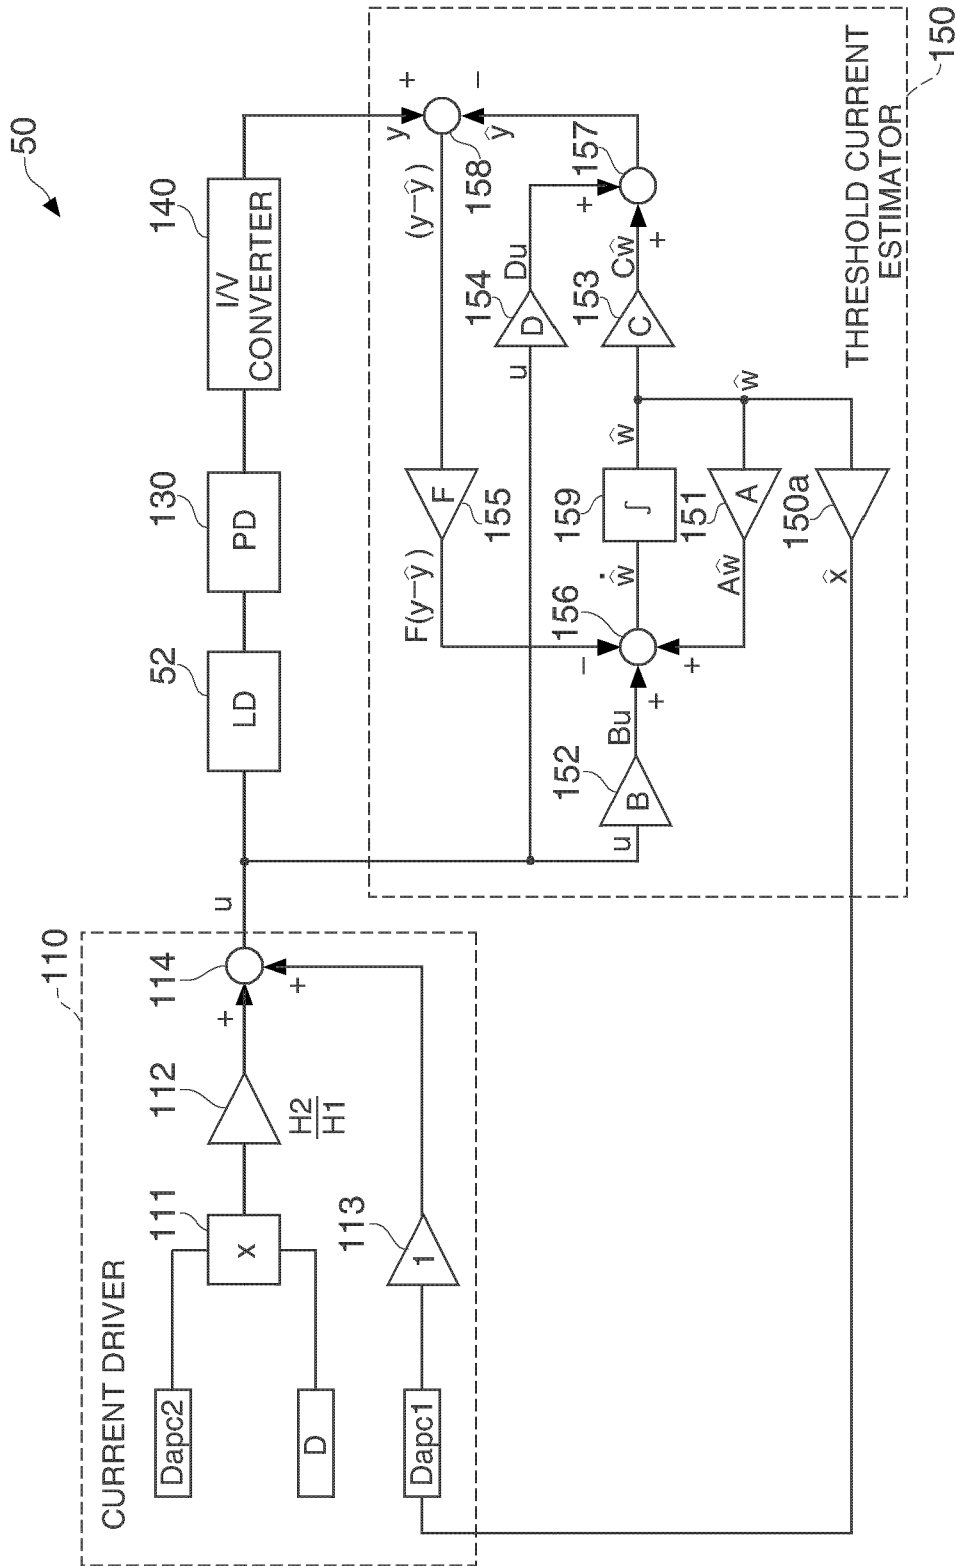 50
110
CURRENT DRIVER
Dapc2
D
Dapc1
111
x
112
H2
H1
113
1
114
+
+
u
52
LD
130
PD
140
I/V
CONVERTER
y
+
−
ŷ
158
(y−ŷ)
F
155
F(y−ŷ)
u
D
154
Du
+
157
u
B
152
Bu
+
−
+
156
ẇ̂
∫
159
ŵ
C
153
Cŵ
+
A
151
Aŵ
ŵ
150a
x̂
THRESHOLD CURRENT
ESTIMATOR
150